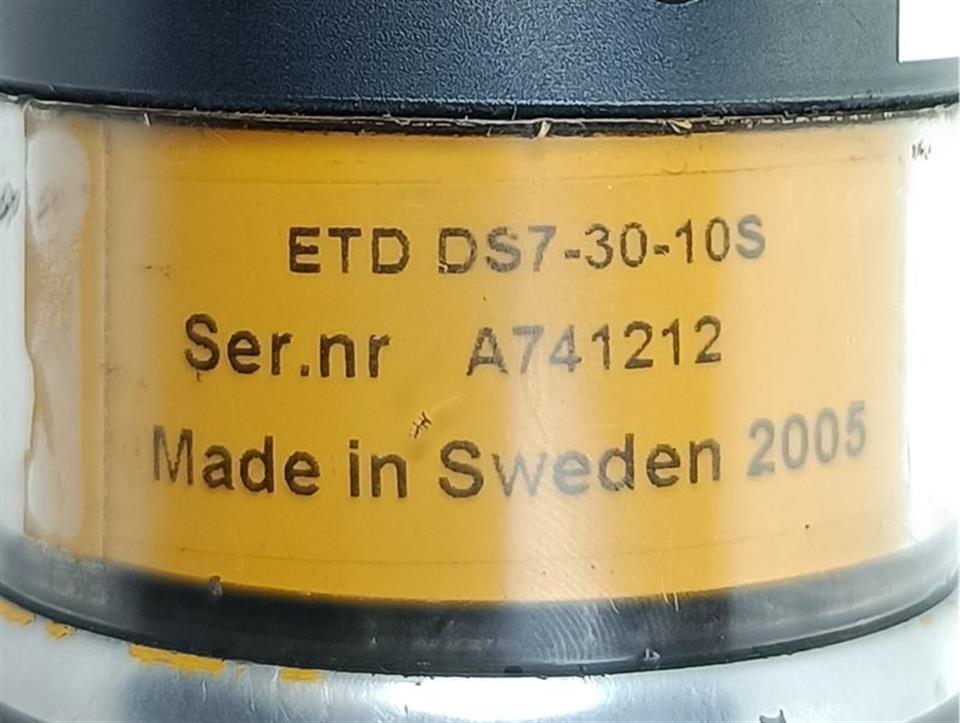 ETD DS7-30-10S
Ser.nr A741212
Made in Sweden 2005